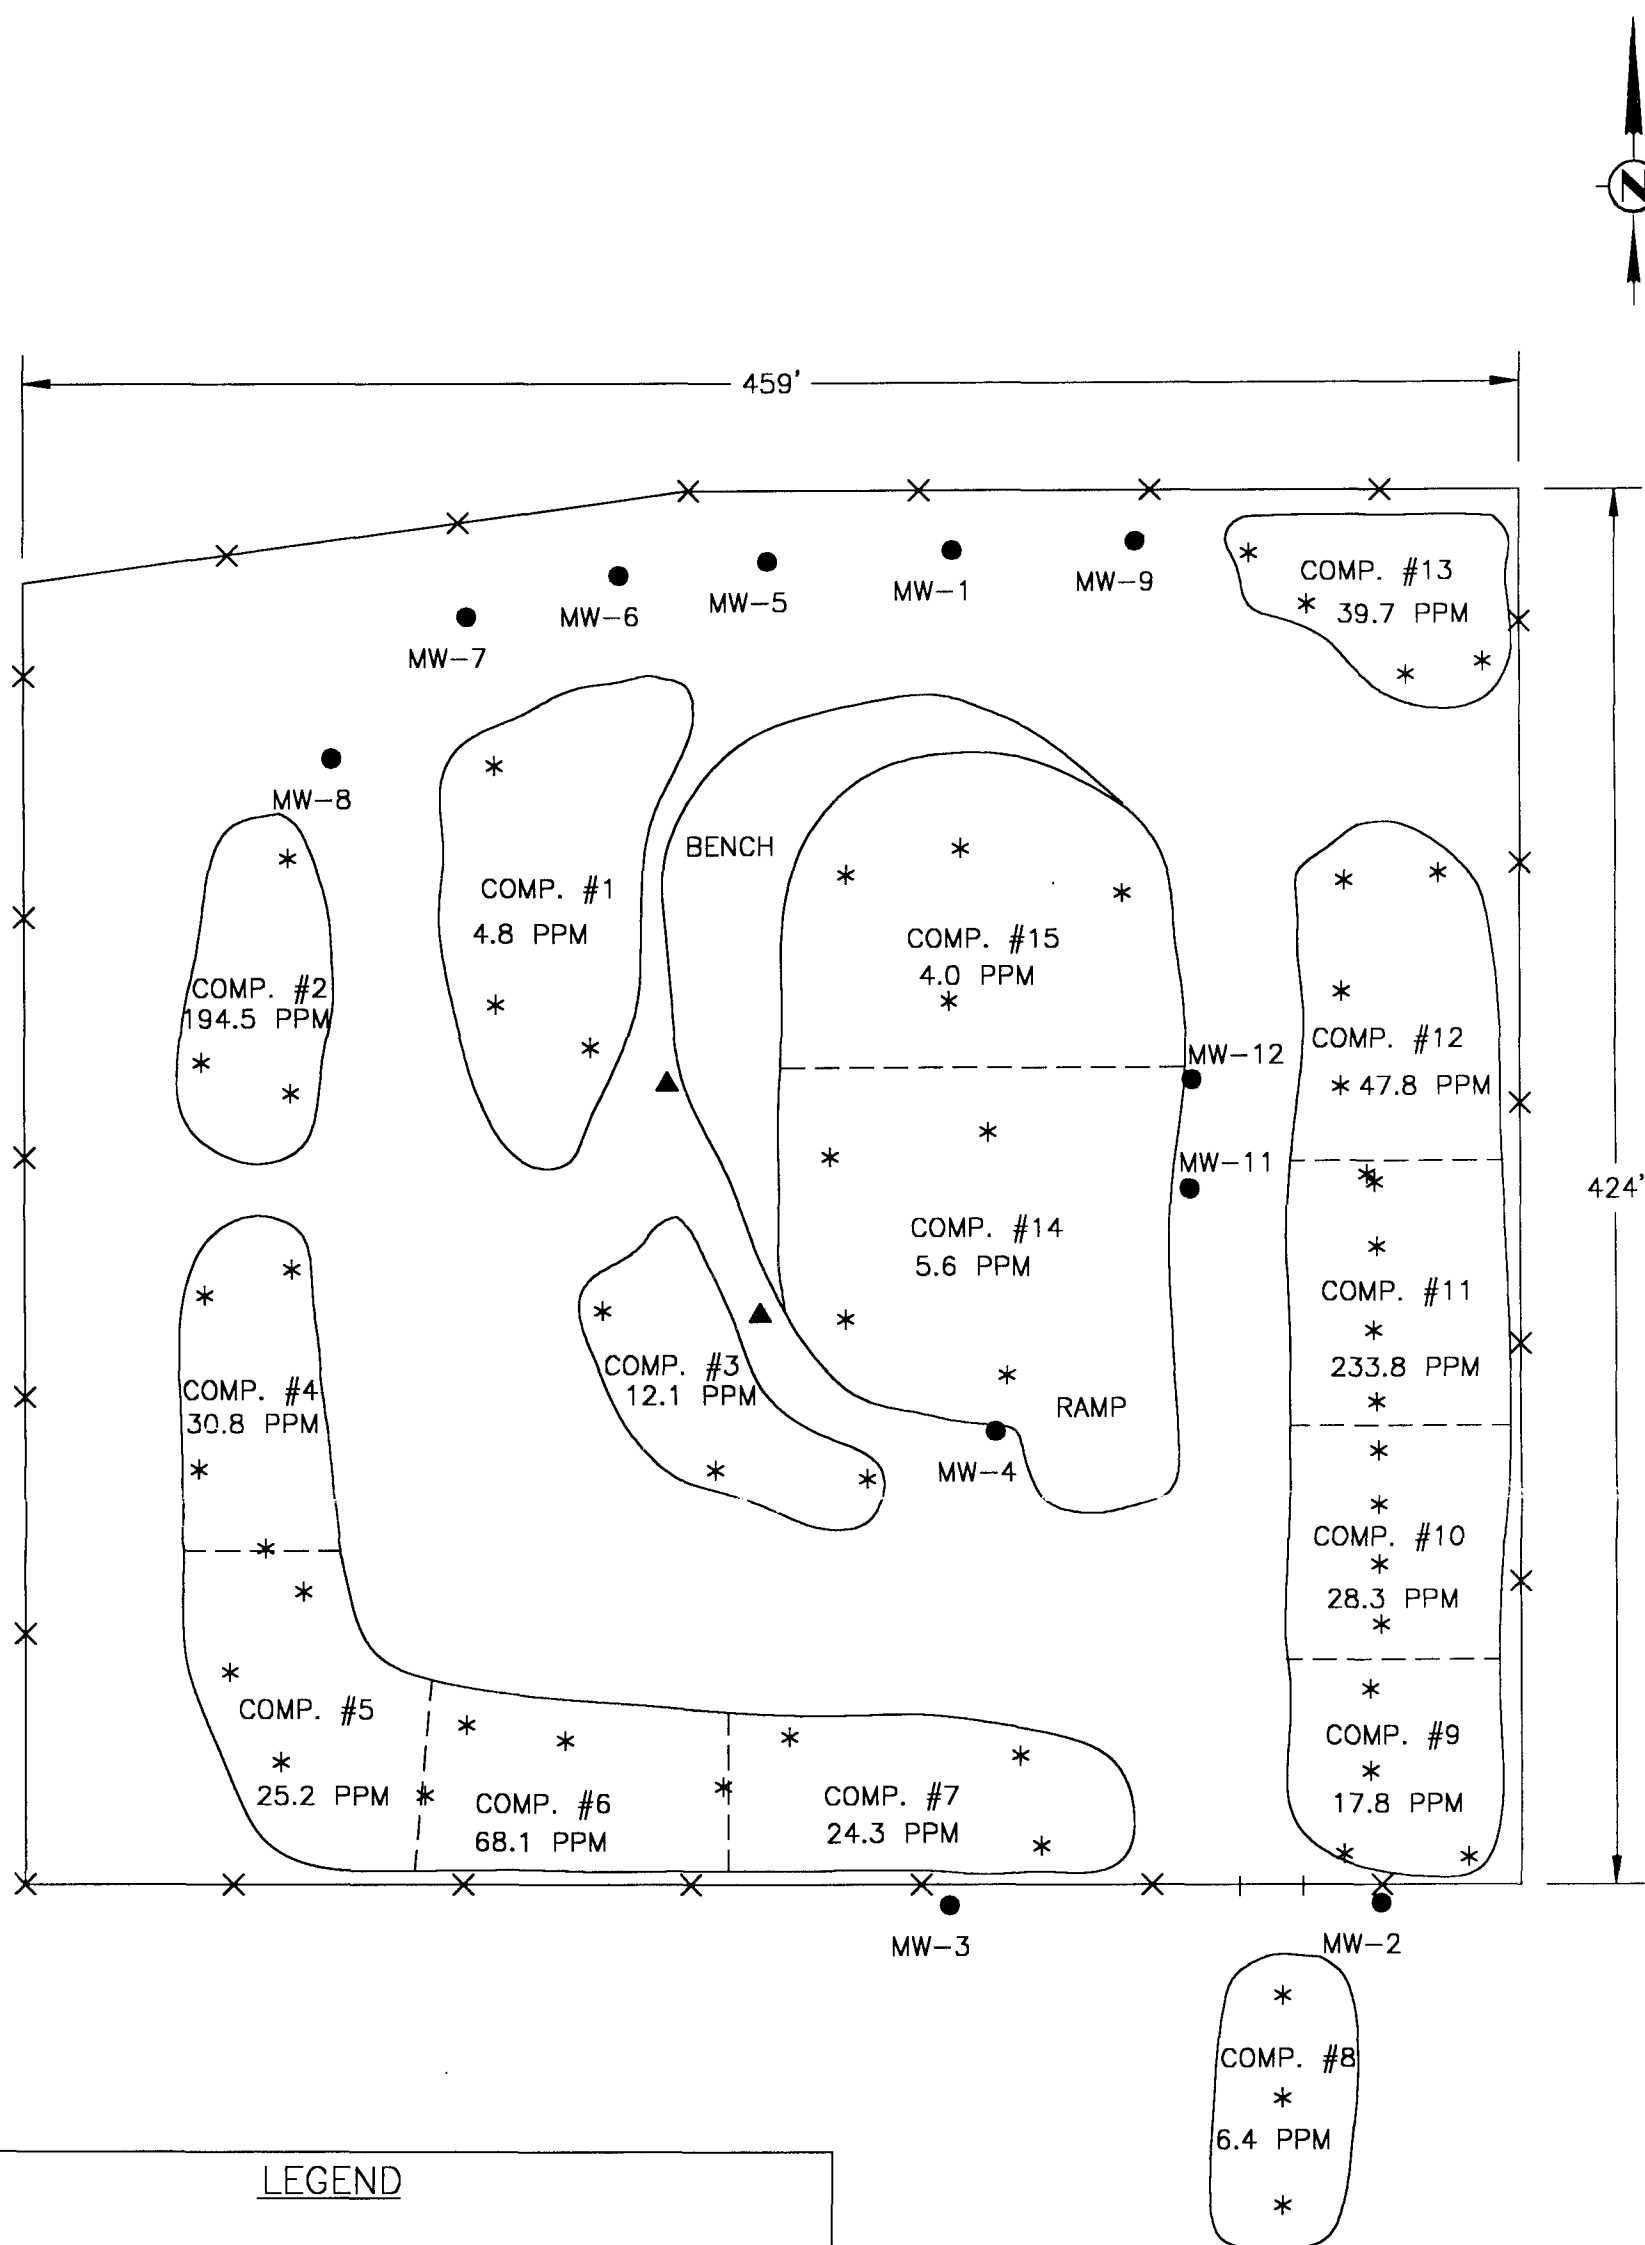 N
459'
COMP. #13
39.7 PPM
MW-9
MW-1
MW-5
MW-6
MW-7
MW-8
BENCH
COMP. #1
4.8 PPM
COMP. #15
4.0 PPM
COMP. #2
194.5 PPM
COMP. #12
47.8 PPM
MW-12
MW-11
424'
COMP. #14
5.6 PPM
COMP. #11
233.8 PPM
COMP. #3
12.1 PPM
COMP. #4
30.8 PPM
RAMP
MW-4
COMP. #10
28.3 PPM
COMP. #5
25.2 PPM
COMP. #6
68.1 PPM
COMP. #7
24.3 PPM
COMP. #9
17.8 PPM
MW-3
MW-2
COMP. #8
6.4 PPM
LEGEND